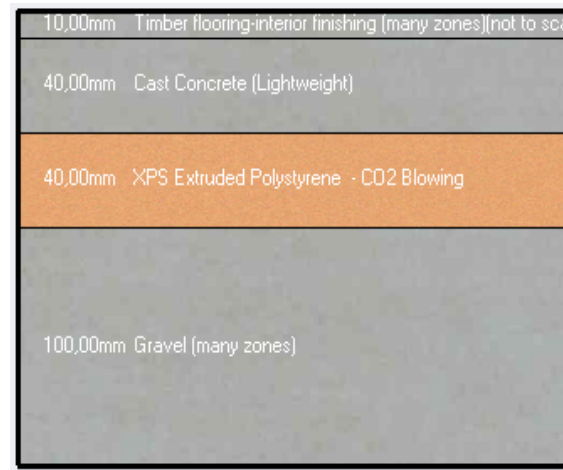 10,00mm Timber flooring-interior finishing (many zones)(not to sca
40,00mm Cast Concrete (Lightweight)
40,00mm XPS Extruded Polystyrene - CO2 Blowing
100,00mm Gravel (many zones)